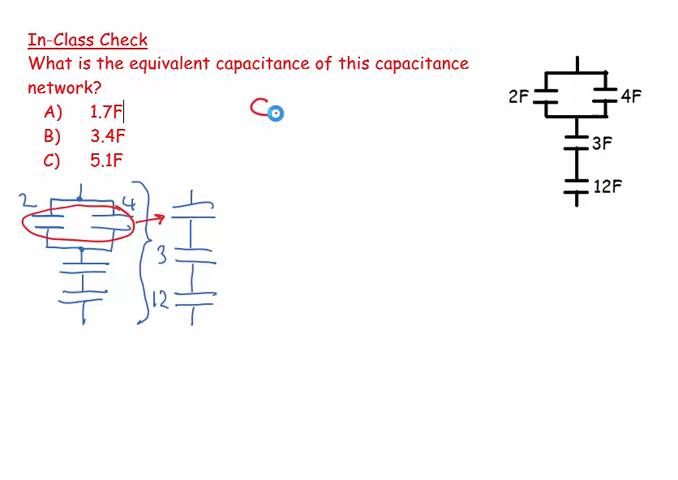 In-Class Check
What is the equivalent capacitance of this capacitance
network?
A) 1.7F
B) 3.4F
C) 5.1F
2F
4F
3F
12F
2
4
3
12
C